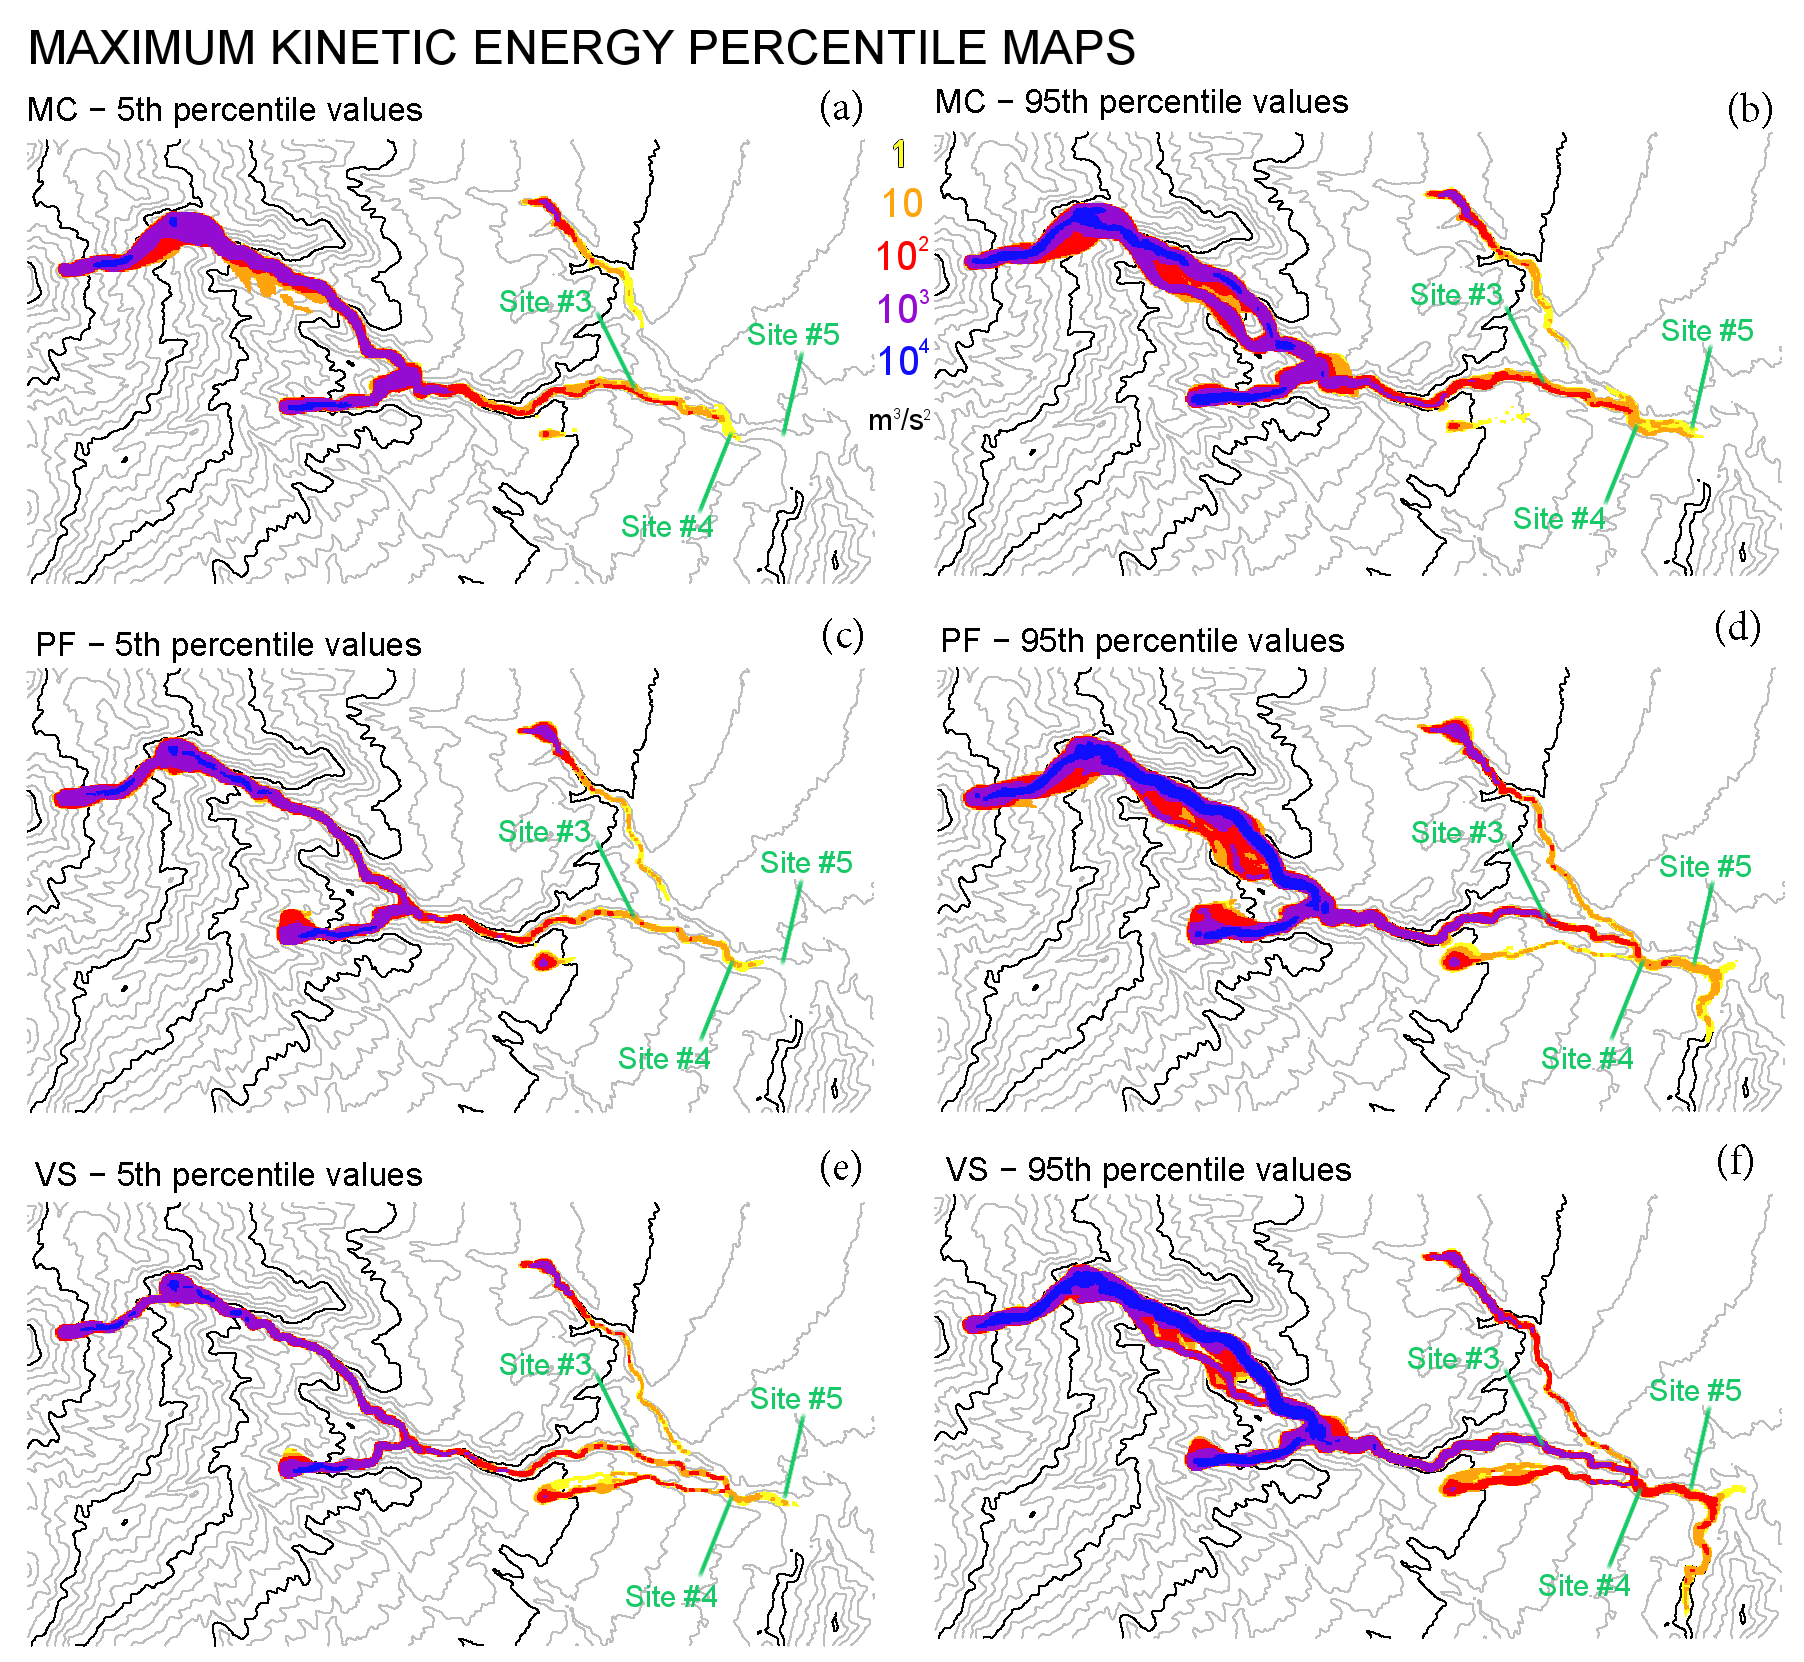 MAXIMUM KINETIC ENERGY PERCENTILE MAPS
MC − 5th percentile values
(a)
MC − 95th percentile values
(b)
1
10
10²
10³
10⁴
m³/s²
Site #3
Site #5
Site #4
Site #3
Site #5
Site #4
PF − 5th percentile values
(c)
PF − 95th percentile values
(d)
Site #3
Site #5
Site #4
Site #3
Site #5
Site #4
VS − 5th percentile values
(e)
VS − 95th percentile values
(f)
Site #3
Site #5
Site #4
Site #3
Site #5
Site #4